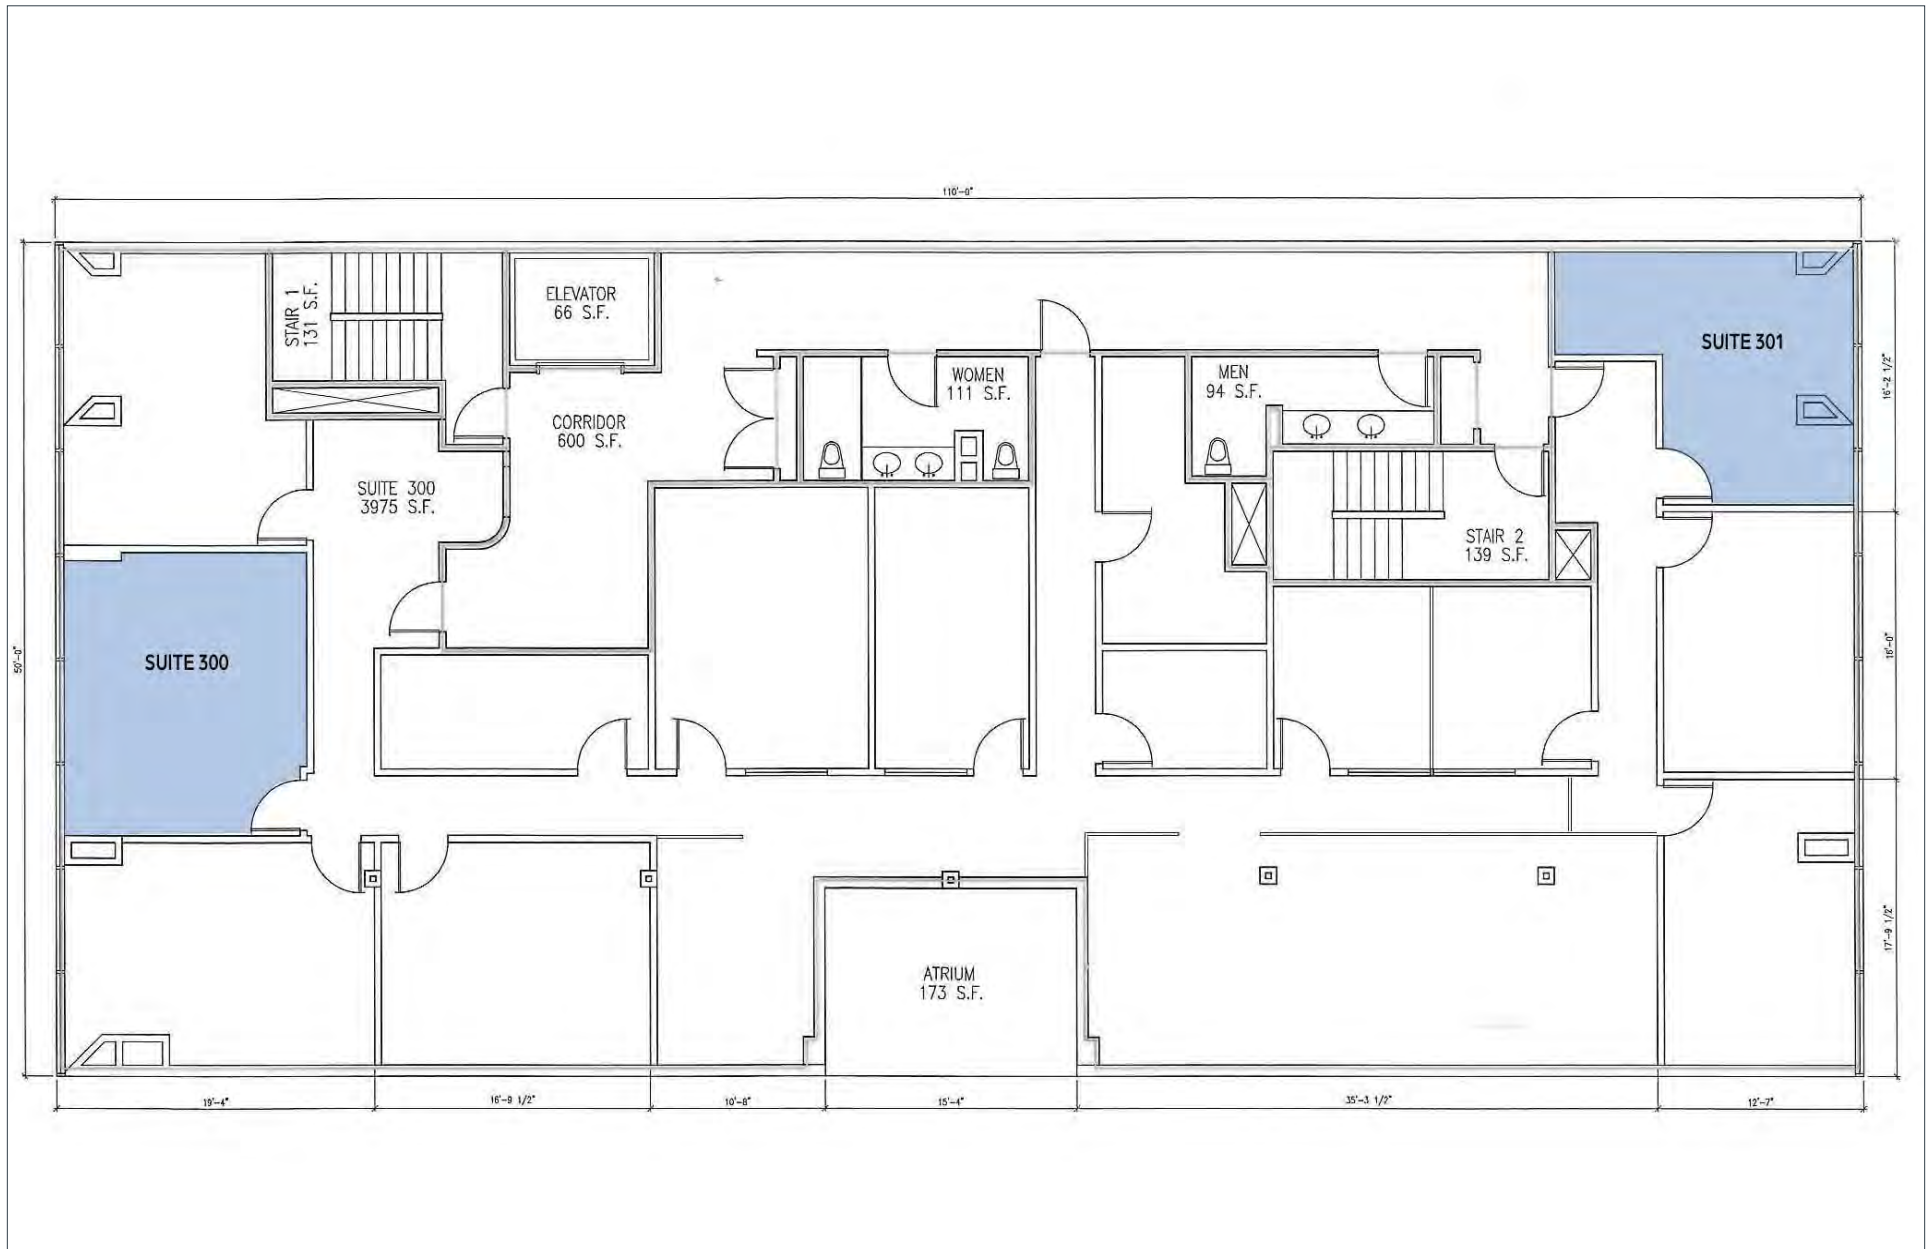 110'-0"
STAIR 1
131 S.F.
ELEVATOR
66 S.F.
SUITE 301
WOMEN
111 S.F.
MEN
94 S.F.
16'-2 1/2"
CORRIDOR
600 S.F.
SUITE 300
3975 S.F.
STAIR 2
139 S.F.
50'-0"
SUITE 300
16'-0"
17'-9 1/2"
ATRIUM
173 S.F.
19'-4"
16'-9 1/2"
10'-8"
15'-4"
35'-3 1/2"
12'-7"